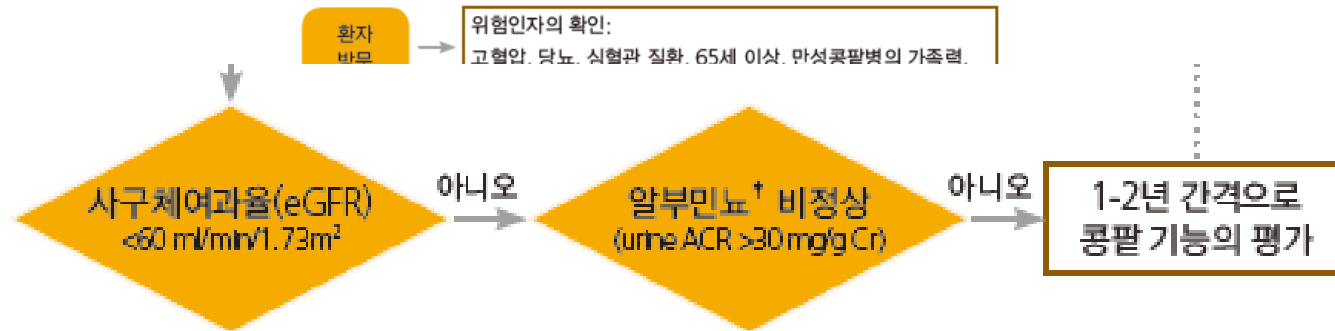 환자
방문
위험인자의 확인:
고혈압, 당뇨, 심혈관 질환, 65세 이상, 만성콩팥병의 가족력,
사구체여과율(eGFR)
<60 ml/min/1.73m²
아니오
알부민뇨† 비정상
(urine ACR >30 mg/g Cr)
아니오
1-2년 간격으로
콩팥 기능의 평가